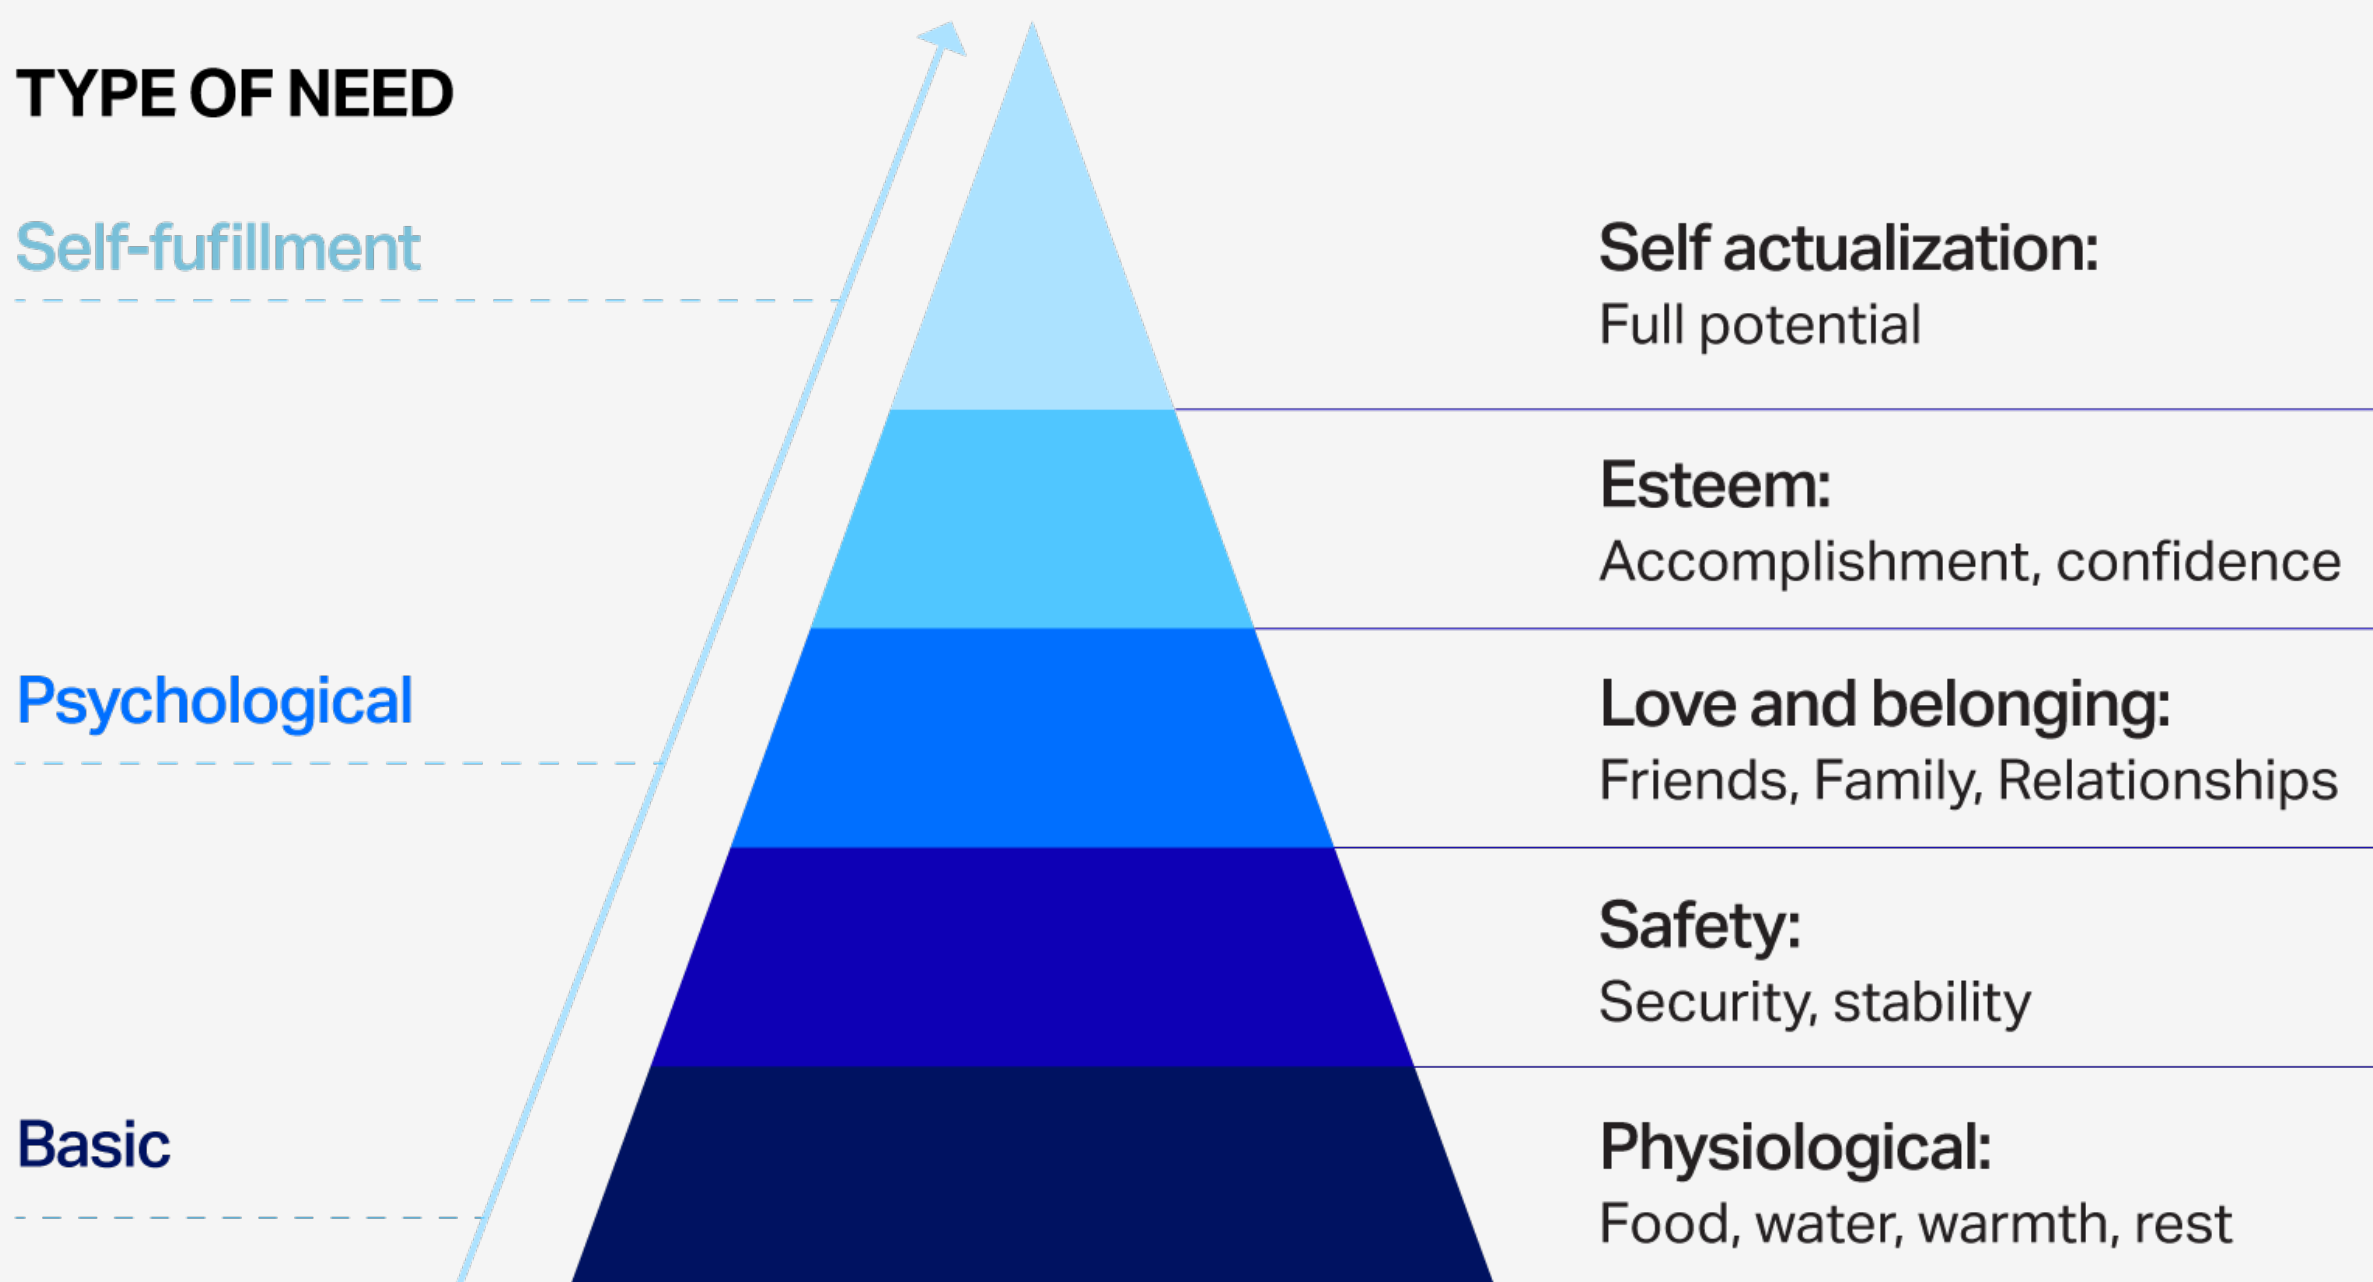 TYPE OF NEED
Self-fufillment
Psychological
Basic
Self actualization:
Full potential
Esteem:
Accomplishment, confidence
Love and belonging:
Friends, Family, Relationships
Safety:
Security, stability
Physiological:
Food, water, warmth, rest